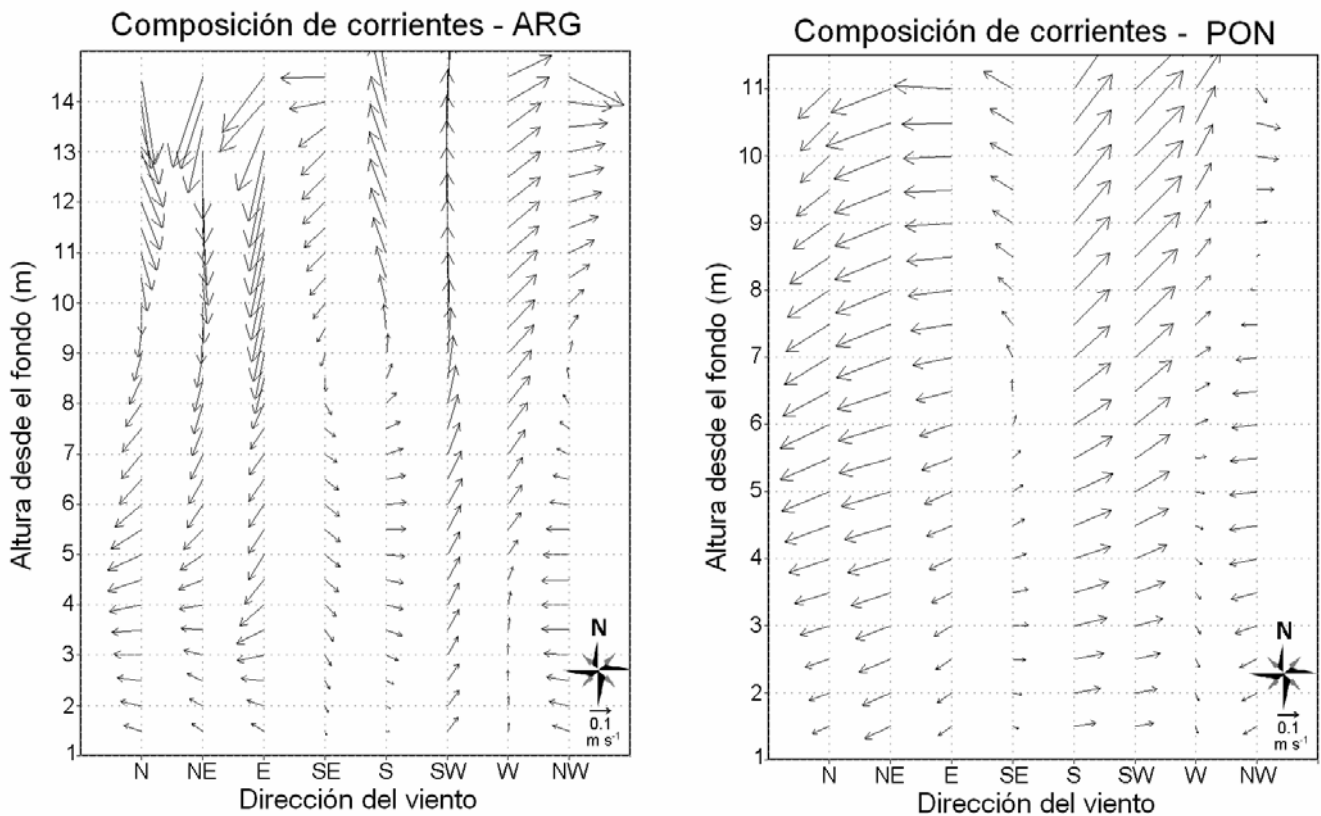 Composición de corrientes - ARG
Altura desde el fondo (m)
14
13
12
11
10
9
8
7
6
5
4
3
2
1
N
0.1
m s-1
N NE E SE S SW W NW
Dirección del viento
Composición de corrientes - PON
Altura desde el fondo (m)
11
10
9
8
7
6
5
4
3
2
1
N
0.1
m s-1
N NE E SE S SW W NW
Dirección del viento